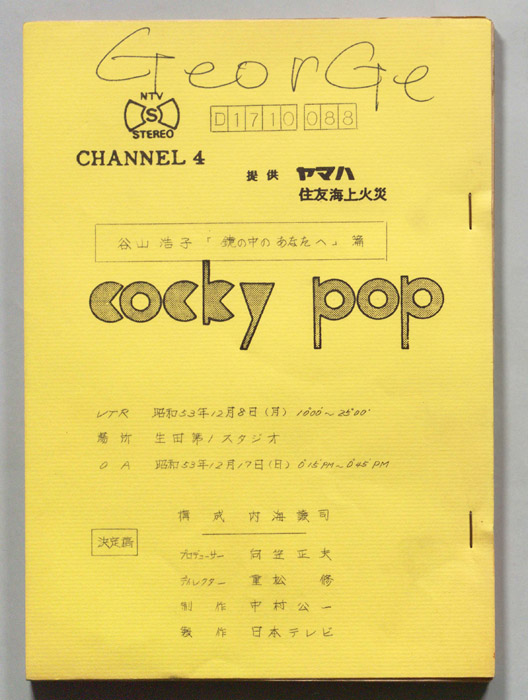 GeorGe
NTV
S
STEREO
D1710088
CHANNEL 4
提供 ヤマハ
住友海上火災
谷山浩子「鏡の中のあなたへ」篇
cocky pop
VTR 昭和53年12月8日(月) 10:00～25:00
場所 生田第1スタジオ
OA 昭和53年12月17日(日) 0:15PM～0:45PM
構成 内海
決定稿
プロデューサー 向笠正夫
ディレクター 重松 修
制作 中村公一
製作 日本テレビ